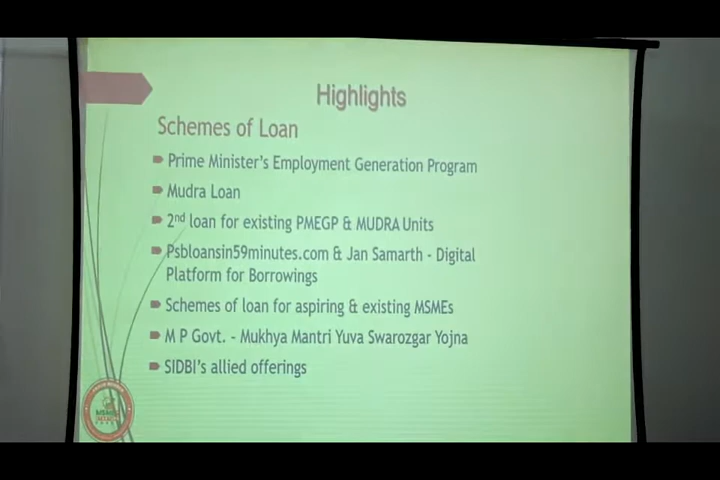 Highlights
Schemes of Loan
Prime Minister's Employment Generation Program
Mudra Loan
2nd loan for existing PMEGP & MUDRA Units
Psbloansin59minutes.com & Jan Samarth - Digital
Platform for Borrowings
Schemes of loan for aspiring & existing MSMEs
M P Govt. - Mukhya Mantri Yuva Swarozgar Yojna
SIDBI's allied offerings